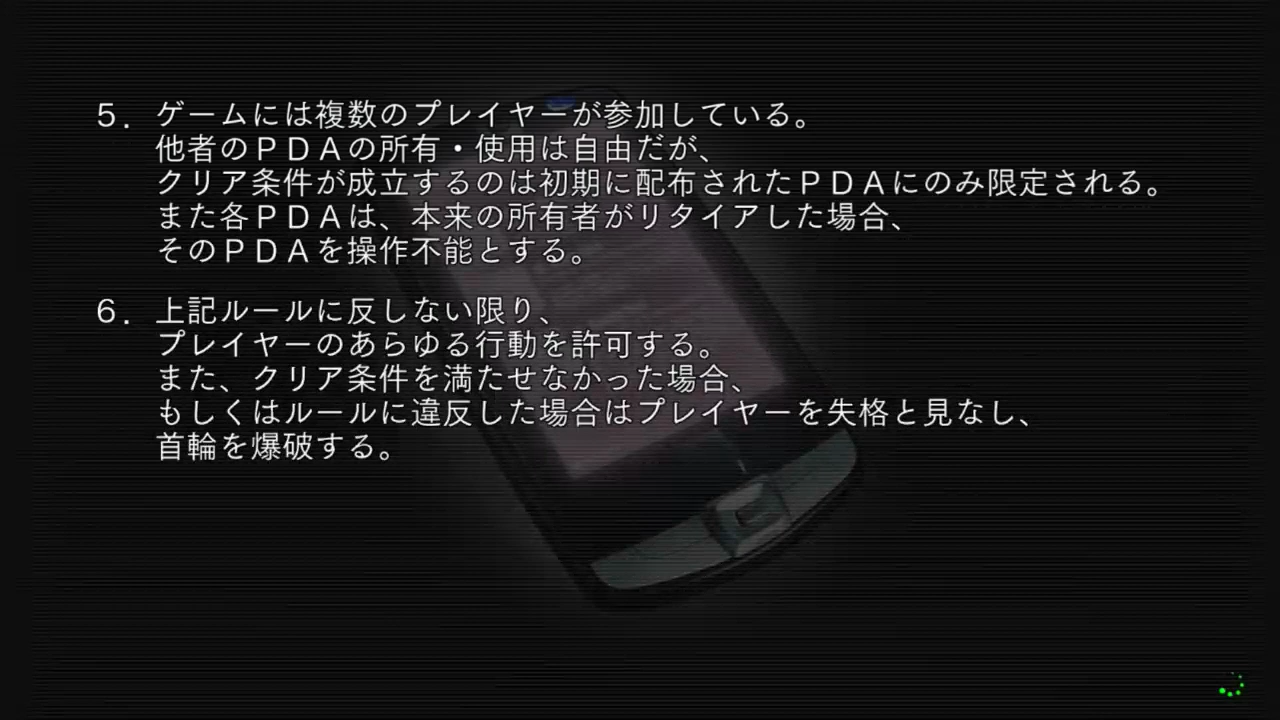 ５．ゲームには複数のプレイヤーが参加している。
他者のＰＤＡの所有・使用は自由だが、
クリア条件が成立するのは初期に配布されたＰＤＡにのみ限定される。
また各ＰＤＡは、本来の所有者がリタイアした場合、
そのＰＤＡを操作不能とする。
６．上記ルールに反しない限り、
プレイヤーのあらゆる行動を許可する。
また、クリア条件を満たせなかった場合、
もしくはルールに違反した場合はプレイヤーを失格と見なし、
首輪を爆破する。